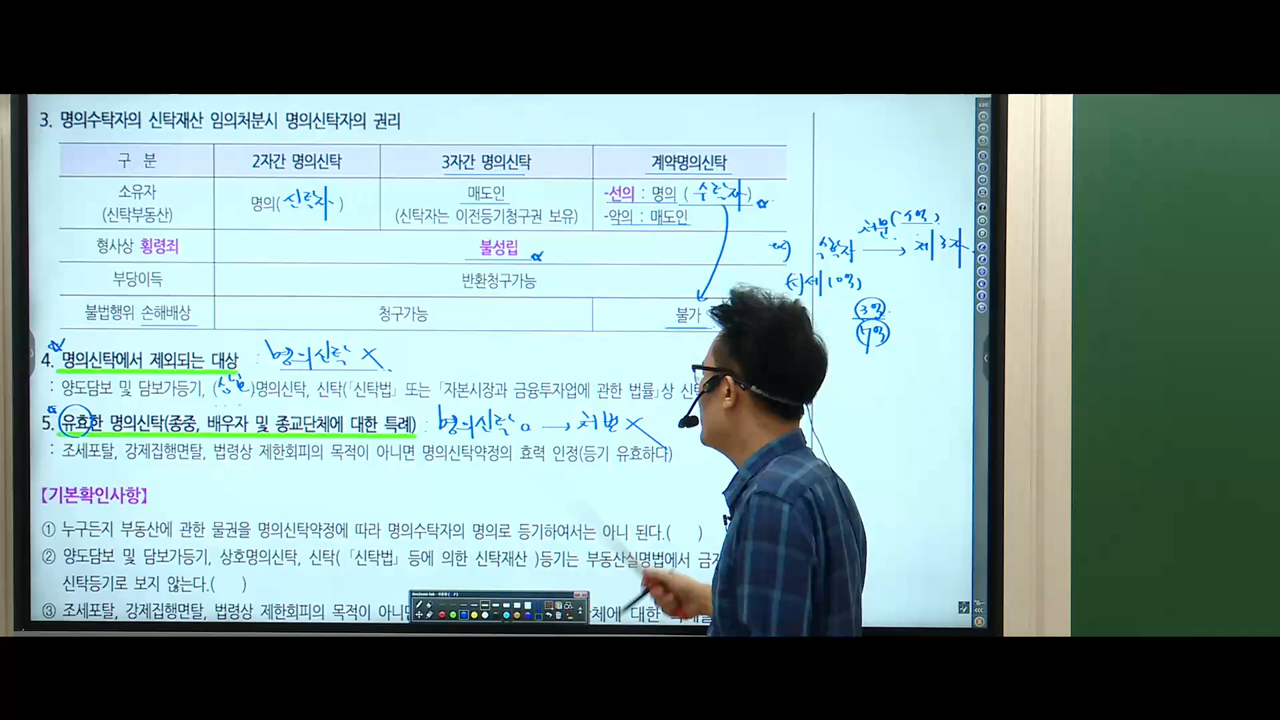 3. 명의수탁자의 신탁재산 임의처분시 명의신탁자의 권리
구 분 2자간 명의신탁 3자간 명의신탁 계약명의신탁
소유자 (신탁부동산) 명의(신탁자) 매도인 (신탁자는 이전등기청구권 보유) -선의 : 명의 (수탁자)
-악의 : 매도인
형사상 횡령죄 불성립
부당이득 반환청구가능
불법행위 손해배상 청구가능 불가
ex) 수탁자 → 제3자
처분
(시세 10억)
3억
7억
4. 명의신탁에서 제외되는 대상 : 명의신탁 X
: 양도담보 및 담보가등기, (상호)명의신탁, 신탁(「신탁법」 또는 「자본시장과 금융투자업에 관한 법률」상 신탁
5. 유효한 명의신탁(종중, 배우자 및 종교단체에 대한 특례) : 명의신탁 o → 처벌 X
: 조세포탈, 강제집행면탈, 법령상 제한회피의 목적이 아니면 명의신탁약정의 효력 인정(등기 유효하다)
【기본확인사항】
① 누구든지 부동산에 관한 물권을 명의신탁약정에 따라 명의수탁자의 명의로 등기하여서는 아니 된다.( )
② 양도담보 및 담보가등기, 상호명의신탁, 신탁(「신탁법」 등에 의한 신탁재산 )등기는 부동산실명법에서
신탁등기로 보지 않는다.( )
③ 조세포탈, 강제집행면탈, 법령상 제한회피의 목적이 아니면 대한